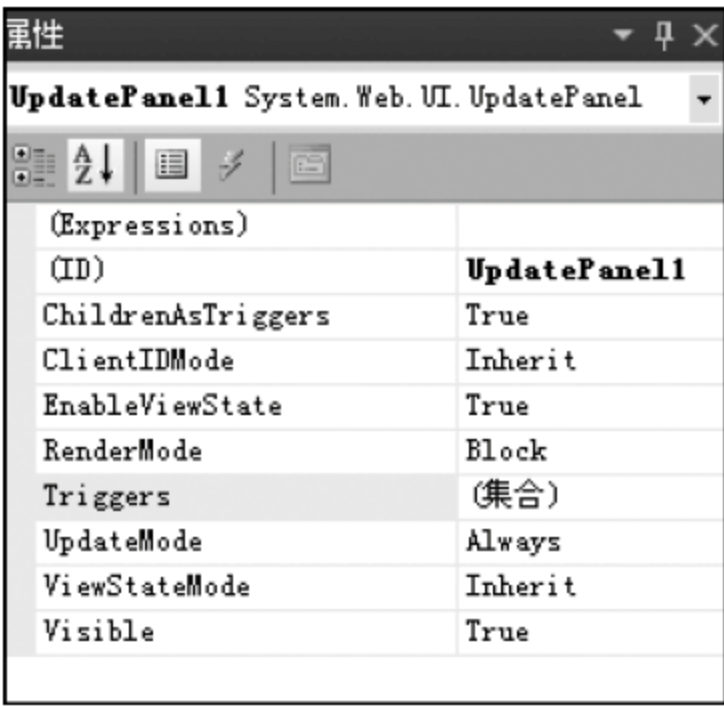 属性
UpdatePanel1 System.Web.UI.UpdatePanel
(Expressions)
(ID) UpdatePanel1
ChildrenAsTriggers True
ClientIDMode Inherit
EnableViewState True
RenderMode Block
Triggers (集合)
UpdateMode Always
ViewStateMode Inherit
Visible True